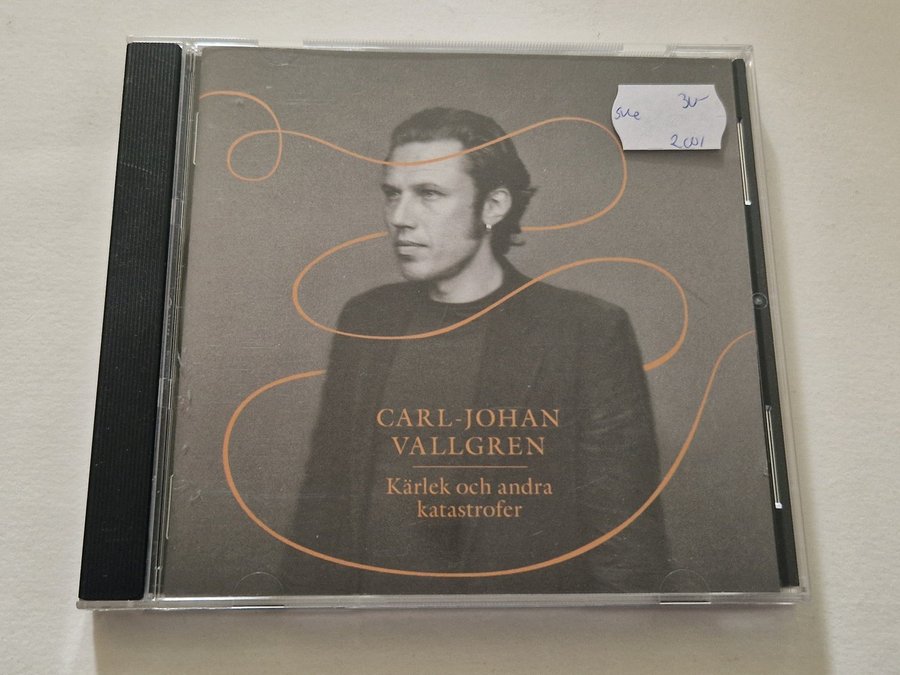 sve 30:-
2001
CARL-JOHAN
VALLGREN
Kärlek och andra
katastrofer